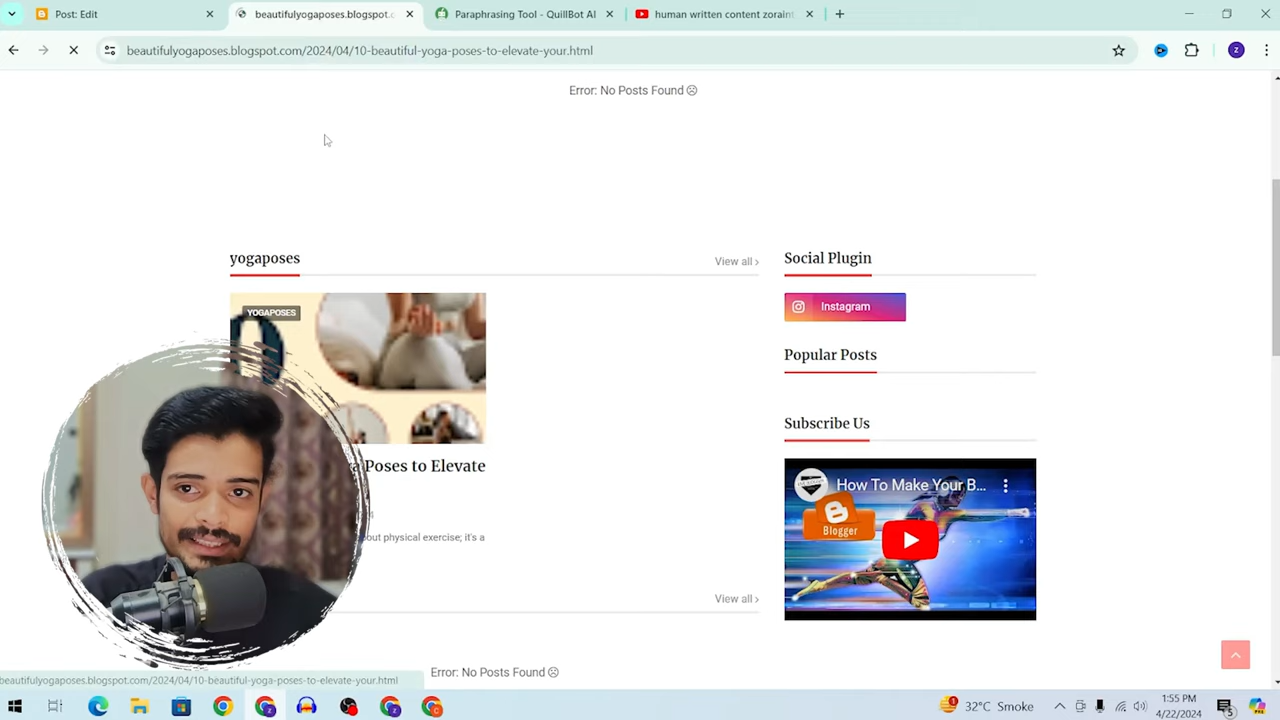 Post: Edit
beautifulyogaposes.blogspot.c
Paraphrasing Tool - QuillBot AI
human written content zoraint
beautifulyogaposes.blogspot.com/2024/04/10-beautiful-yoga-poses-to-elevate-your.html
Z
Error: No Posts Found ☹
yogaposes
View all ›
Social Plugin
YOGAPOSES
Instagram
Popular Posts
Subscribe Us
Poses to Elevate
How To Make Your B...
Blogger
4
out physical exercise; it's a
View all ›
Error: No Posts Found ☹
beautifulyogaposes.blogspot.com/2024/04/10-beautiful-yoga-poses-to-elevate-your.html
32°C Smoke
1:55 PM
4/22/2024
5